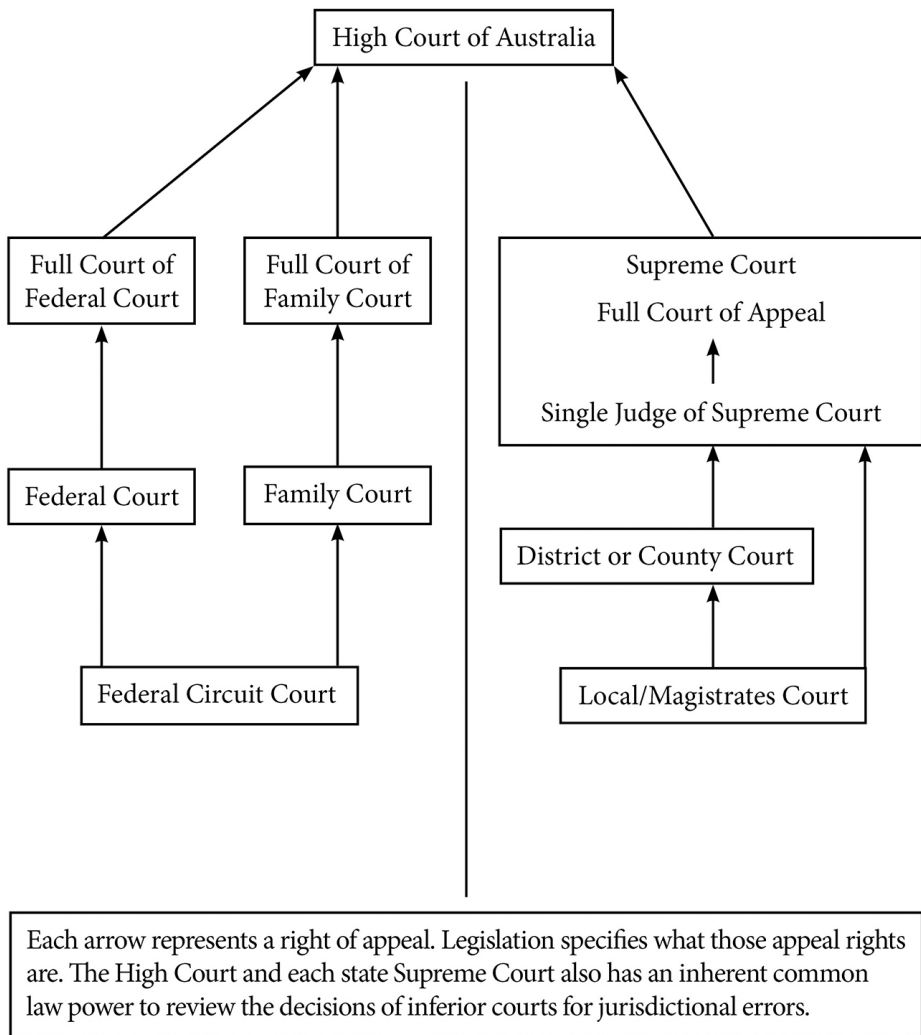 High Court of Australia
Full Court of
Federal Court
Full Court of
Family Court
Supreme Court
Full Court of Appeal
Single Judge of Supreme Court
Federal Court
Family Court
District or County Court
Federal Circuit Court
Local/Magistrates Court
Each arrow represents a right of appeal. Legislation specifies what those appeal rights
are. The High Court and each state Supreme Court also has an inherent common
law power to review the decisions of inferior courts for jurisdictional errors.